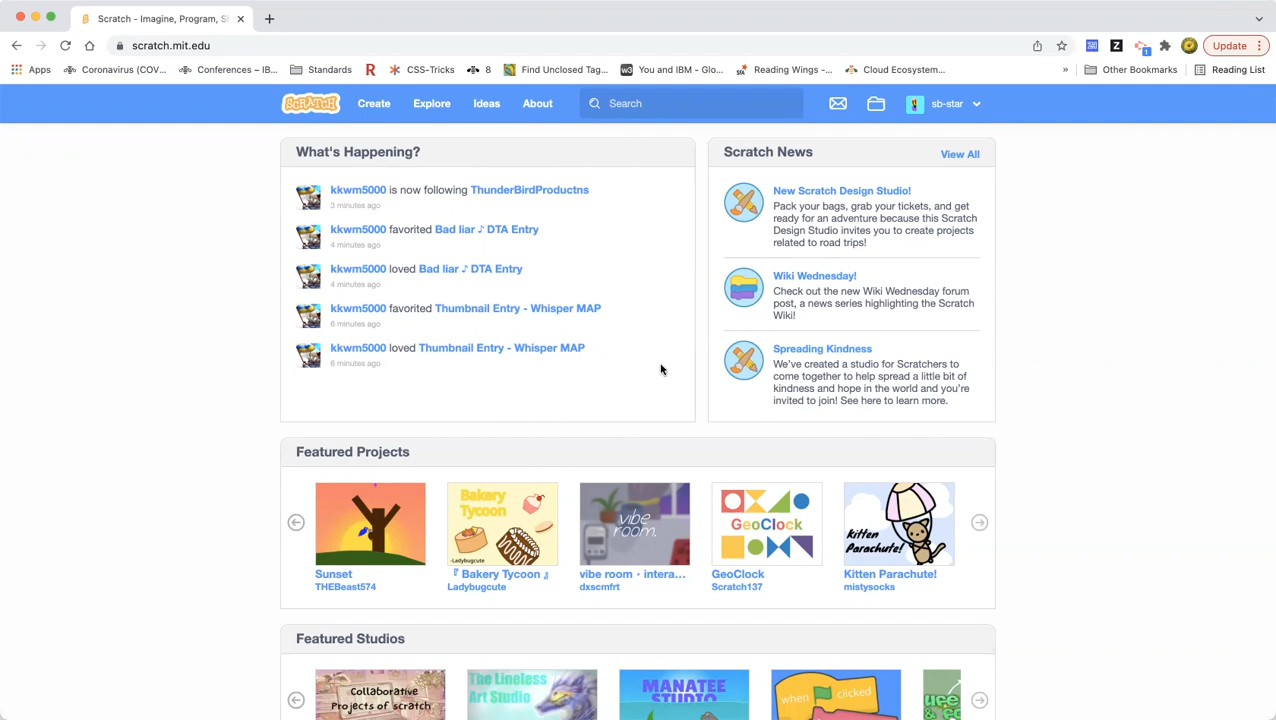 Scratch - Imagine, Program, S
scratch.mit.edu
Update
Apps
Coronavirus (COV...
Conferences – IB...
Standards
R
CSS-Tricks
8
Find Unclosed Tag...
w3
You and IBM - Glo...
Reading Wings -...
Cloud Ecosystem...
»
Other Bookmarks
Reading List
SCRATCH
Create
Explore
Ideas
About
Search
sb-star
What's Happening?
kkwm5000 is now following ThunderBirdProductns
3 minutes ago
kkwm5000 favorited Bad liar ♪ DTA Entry
4 minutes ago
kkwm5000 loved Bad liar ♪ DTA Entry
4 minutes ago
kkwm5000 favorited Thumbnail Entry - Whisper MAP
6 minutes ago
kkwm5000 loved Thumbnail Entry - Whisper MAP
6 minutes ago
Scratch News
View All
New Scratch Design Studio!
Pack your bags, grab your tickets, and get
ready for an adventure because this Scratch
Design Studio invites you to create projects
related to road trips!
Wiki Wednesday!
Check out the new Wiki Wednesday forum
post, a news series highlighting the Scratch
Wiki!
Spreading Kindness
We've created a studio for Scratchers to
come together to help spread a little bit of
kindness and hope in the world and you're
invited to join! See here to learn more.
Featured Projects
Bakery
Tycoon
-Ladybugcute
vibe
room.
GeoClock
Kitten
Parachute!
Sunset
THEBeast574
『 Bakery Tycoon 』
Ladybugcute
vibe room・intera...
dxscmfrt
GeoClock
Scratch137
Kitten Parachute!
mistysocks
Featured Studios
Collaborative
Projects of scratch
The Lineless
Art Studio
MANATEE
STUDIO
when clicked